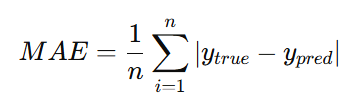 MAE = \frac{1}{n} \sum_{i=1}^{n} |y_{true} - y_{pred}|